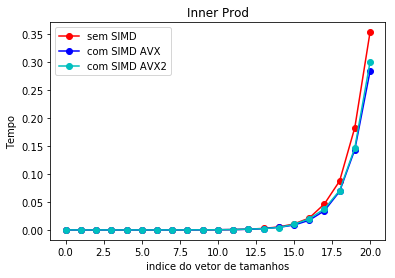 Inner Prod
sem SIMD
com SIMD AVX
com SIMD AVX2
Tempo
0.35
0.30
0.25
0.20
0.15
0.10
0.05
0.00
0.0 2.5 5.0 7.5 10.0 12.5 15.0 17.5 20.0
indice do vetor de tamanhos